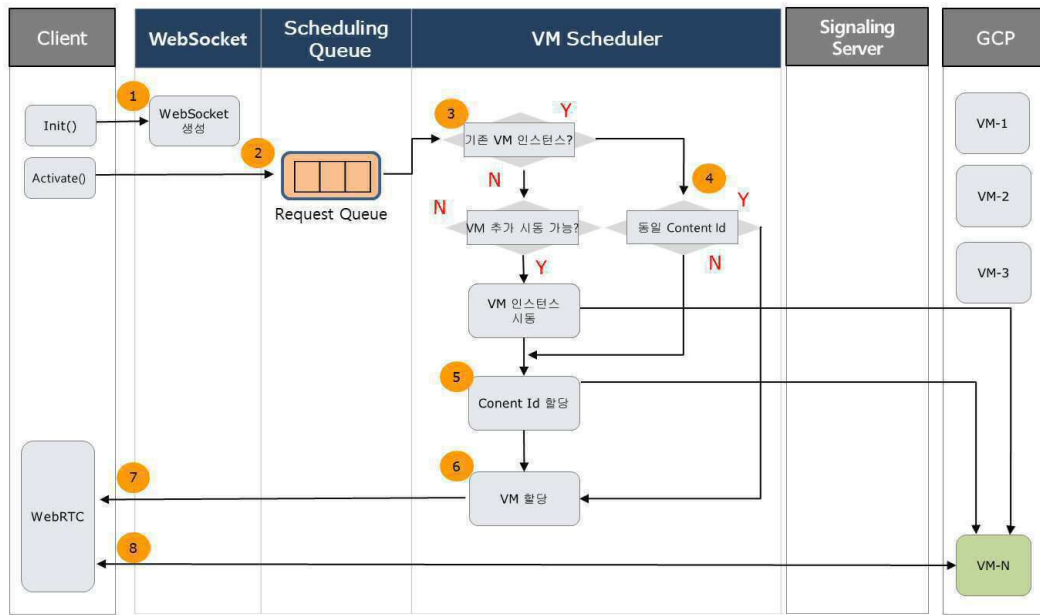 Client
WebSocket
Scheduling
Queue
VM Scheduler
Signaling
Server
GCP
1
Init()
WebSocket
생성
2
Activate()
Request Queue
3
Y
기존 VM 인스턴스?
N
4
N
VM 추가 시동 가능?
Y
동일 Content Id
Y
N
VM 인스턴스
시동
5
Conent Id 할당
6
VM 할당
7
WebRTC
8
VM-1
VM-2
VM-3
VM-N